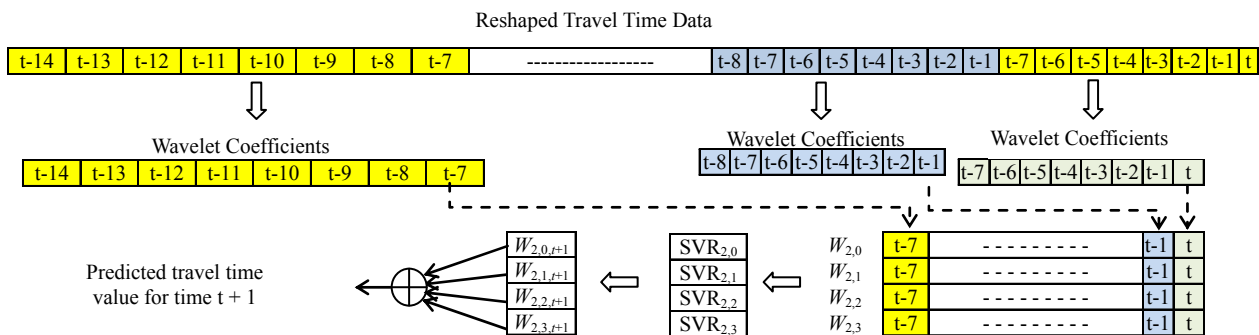 Reshaped Travel Time Data
t-14 t-13 t-12 t-11 t-10 t-9 t-8 t-7 ------------------ t-8 t-7 t-6 t-5 t-4 t-3 t-2 t-1 t-7 t-6 t-5 t-4 t-3 t-2 t-1 t
Wavelet Coefficients
t-14 t-13 t-12 t-11 t-10 t-9 t-8 t-7
Wavelet Coefficients
t-8 t-7 t-6 t-5 t-4 t-3 t-2 t-1
Wavelet Coefficients
t-7 t-6 t-5 t-4 t-3 t-2 t-1 t
Predicted travel time
value for time t + 1
W2,0,t+1
W2,1,t+1
W2,2,t+1
W2,3,t+1
SVR2,0
SVR2,1
SVR2,2
SVR2,3
W2,0 t-7 - - - - - - - - - t-1 t
W2,1 t-7 - - - - - - - - - t-1 t
W2,2 t-7 - - - - - - - - - t-1 t
W2,3 t-7 - - - - - - - - - t-1 t